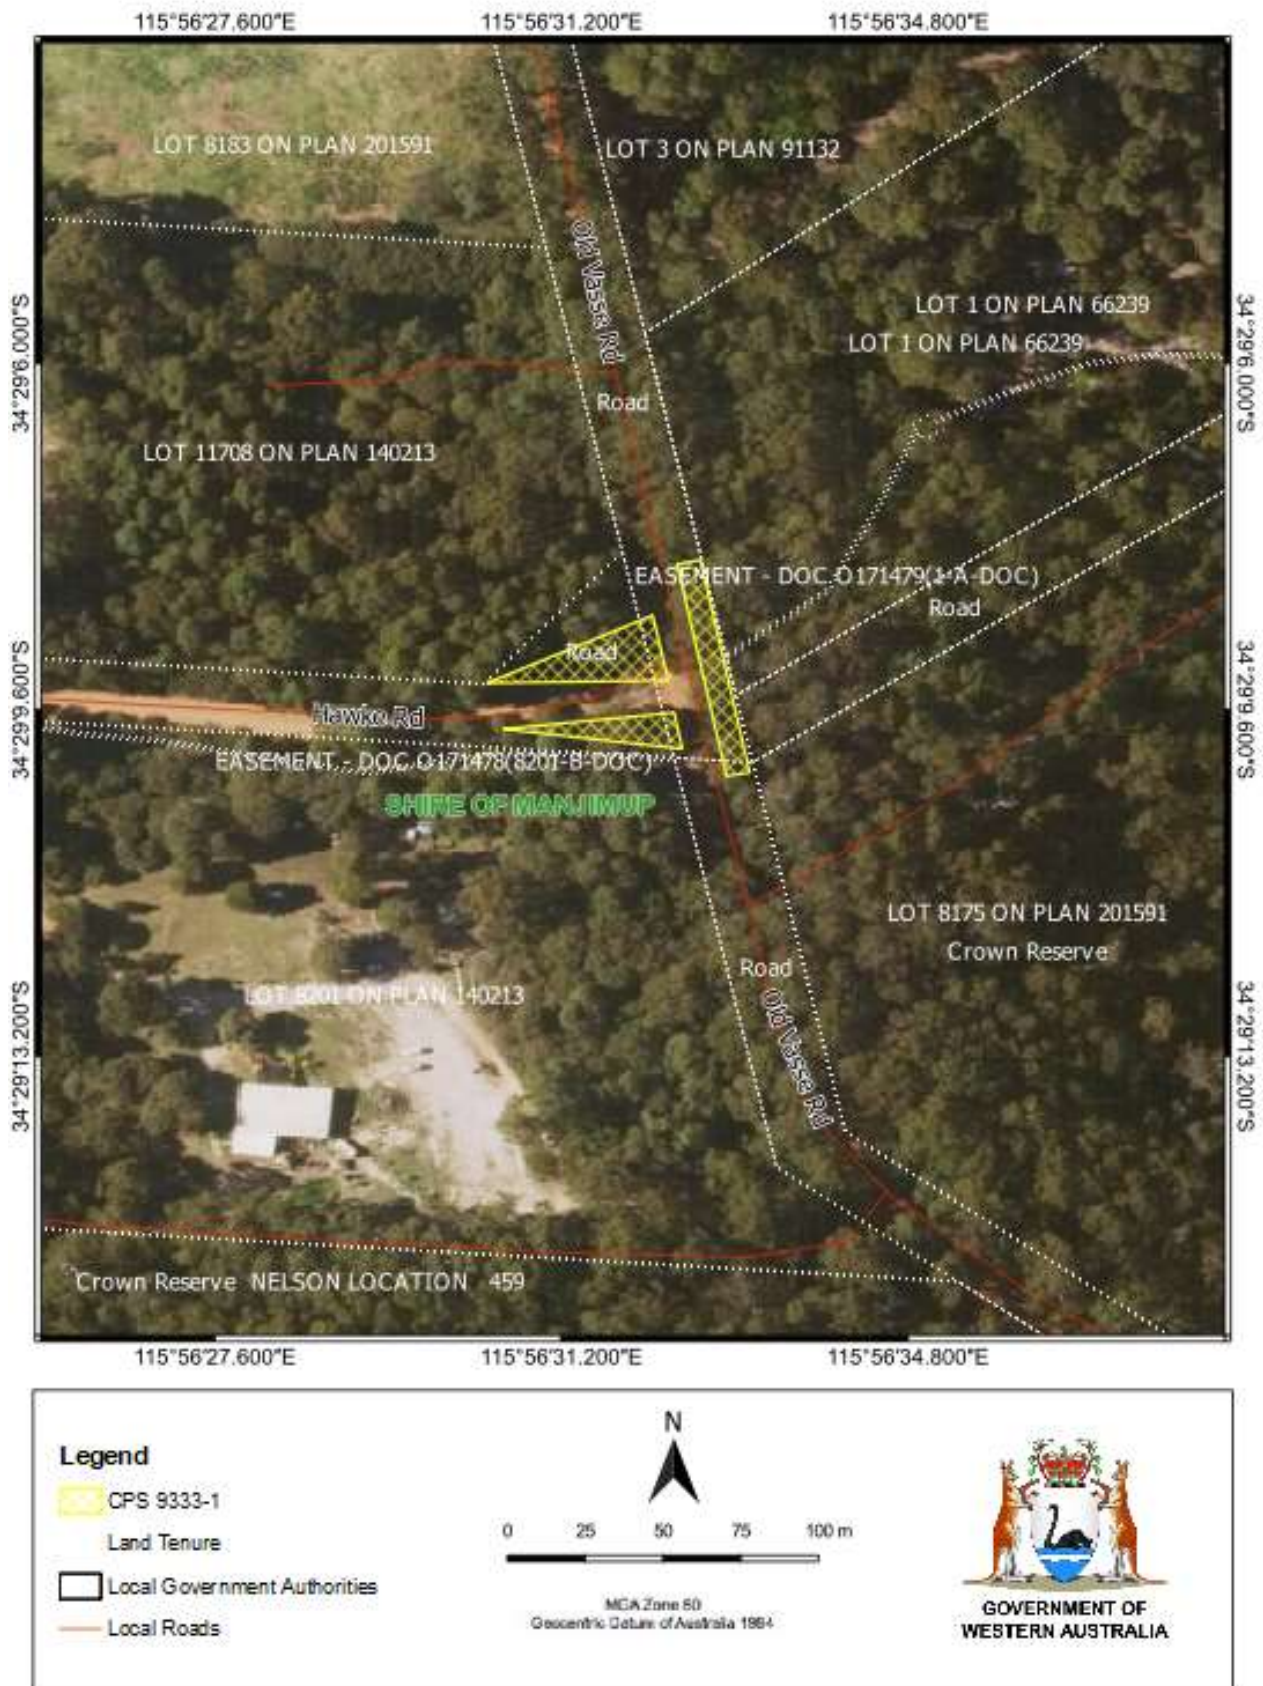 115°56'27.600"E 115°56'31.200"E 115°56'34.800"E
LOT 8183 ON PLAN 201591
LOT 3 ON PLAN 91132
Old Vasse Rd
LOT 1 ON PLAN 66239
LOT 1 ON PLAN 66239
34°29'6.000"S
34°29'6.000"S
Road
LOT 11708 ON PLAN 140213
EASEMENT - DOC O171479(1-A-DOC)
Road
Road
34°29'9.600"S
34°29'9.600"S
Hawke Rd
EASEMENT - DOC O171478(8201-B-DOC)
SHIRE OF MANJIMUP
LOT 8175 ON PLAN 201591
Crown Reserve
Road
LOT 8201 ON PLAN 140213
Old Vasse Rd
34°29'13.200"S
34°29'13.200"S
Crown Reserve NELSON LOCATION 459
115°56'27.600"E 115°56'31.200"E 115°56'34.800"E
Legend
CPS 9333-1
Land Tenure
Local Government Authorities
Local Roads
N
0 25 50 75 100 m
MGA Zone 50
Geocentric Datum of Australia 1994
GOVERNMENT OF
WESTERN AUSTRALIA